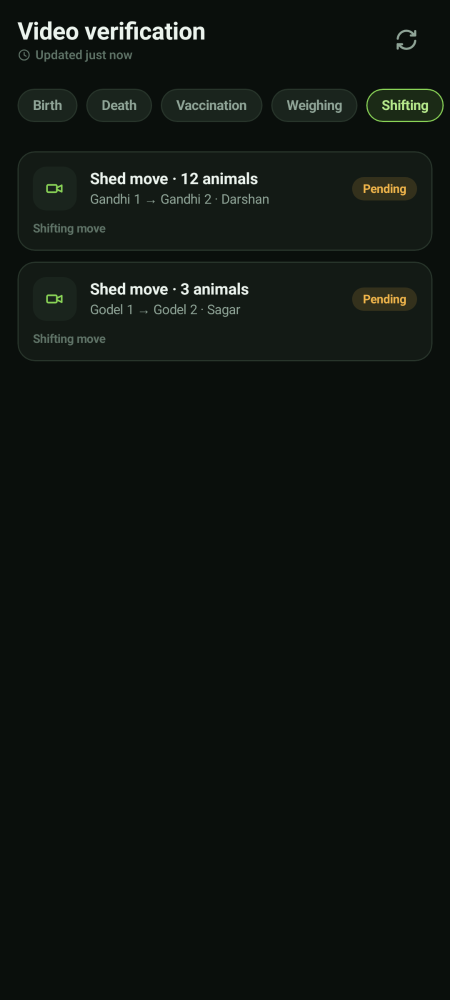 Video verification
Updated just now
Birth Death Vaccination Weighing Shifting
Shed move · 12 animals
Gandhi 1 → Gandhi 2 · Darshan
Pending
Shifting move
Shed move · 3 animals
Godel 1 → Godel 2 · Sagar
Pending
Shifting move